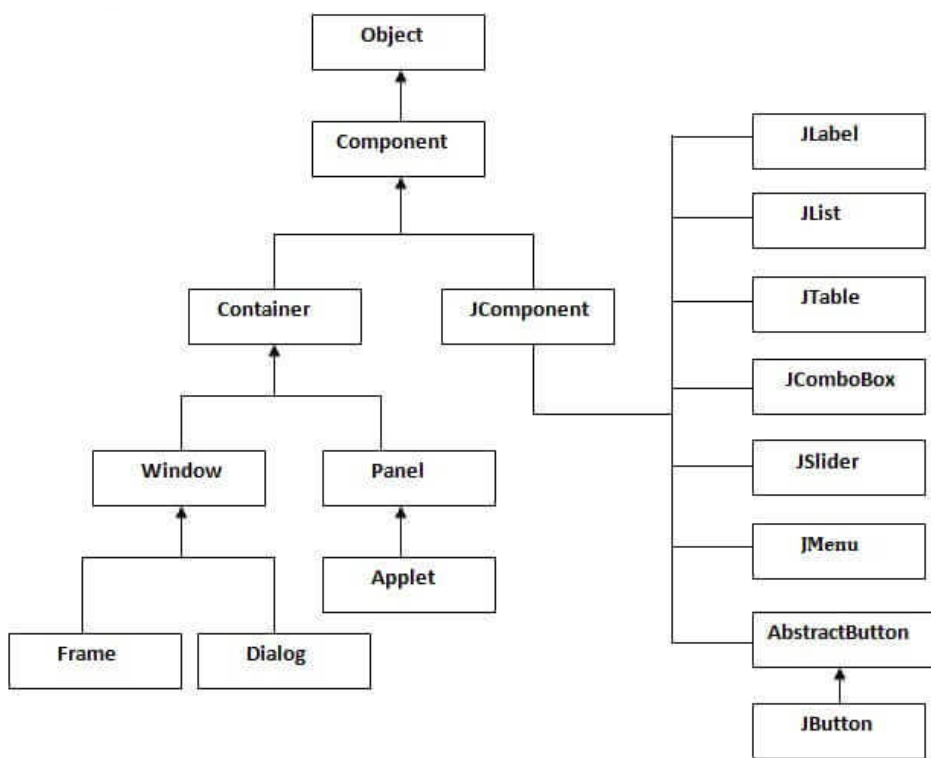 Object
Component
Container
JComponent
Window
Panel
Applet
Frame
Dialog
JLabel
JList
JTable
JComboBox
JSlider
JMenu
AbstractButton
JButton